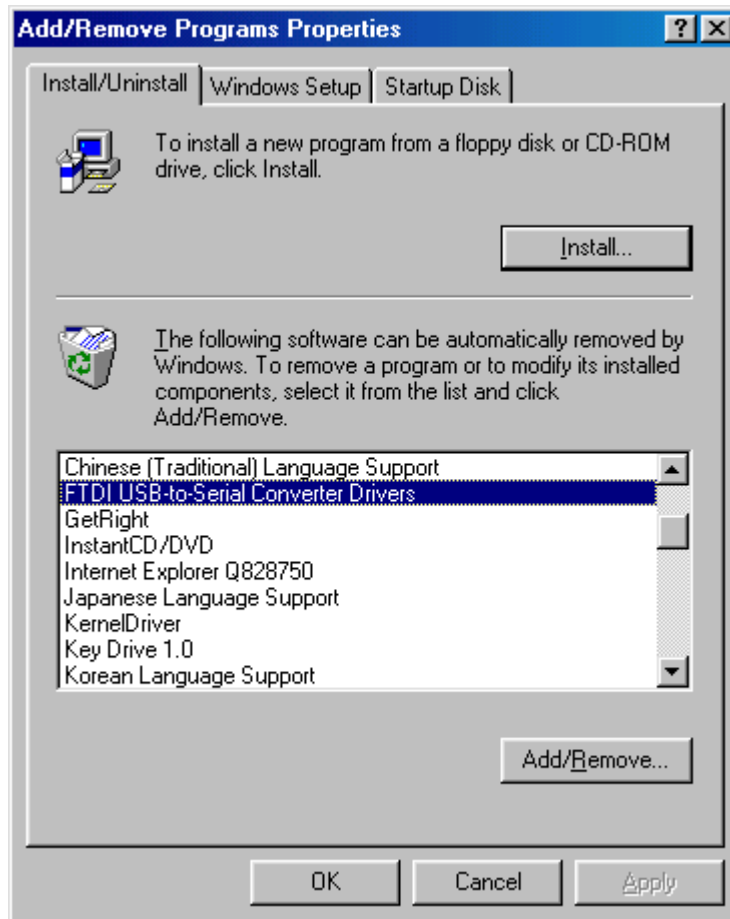 Add/Remove Programs Properties
Install/Uninstall
Windows Setup
Startup Disk
To install a new program from a floppy disk or CD-ROM
drive, click Install.
Install...
The following software can be automatically removed by
Windows. To remove a program or to modify its installed
components, select it from the list and click
Add/Remove.
Chinese (Traditional) Language Support
FTDI USB-to-Serial Converter Drivers
GetRight
InstantCD/DVD
Internet Explorer Q828750
Japanese Language Support
KernelDriver
Key Drive 1.0
Korean Language Support
Add/Remove...
OK
Cancel
Apply